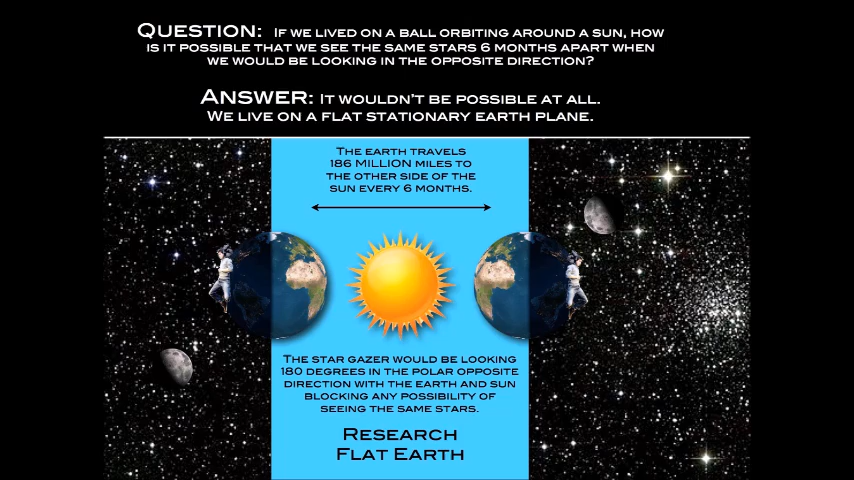 QUESTION: IF WE LIVED ON A BALL ORBITING AROUND A SUN, HOW
IS IT POSSIBLE THAT WE SEE THE SAME STARS 6 MONTHS APART WHEN
WE WOULD BE LOOKING IN THE OPPOSITE DIRECTION?
ANSWER: IT WOULDN'T BE POSSIBLE AT ALL.
WE LIVE ON A FLAT STATIONARY EARTH PLANE.
THE EARTH TRAVELS
186 MILLION MILES TO
THE OTHER SIDE OF THE
SUN EVERY 6 MONTHS.
THE STAR GAZER WOULD BE LOOKING
180 DEGREES IN THE POLAR OPPOSITE
DIRECTION WITH THE EARTH AND SUN
BLOCKING ANY POSSIBILITY OF
SEEING THE SAME STARS.
RESEARCH
FLAT EARTH